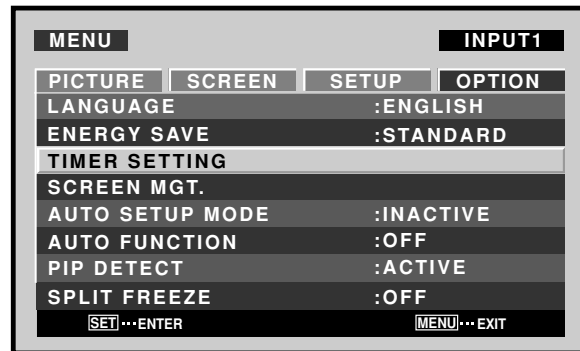 MENU INPUT1
PICTURE SCREEN SETUP OPTION
LANGUAGE :ENGLISH
ENERGY SAVE :STANDARD
TIMER SETTING
SCREEN MGT.
AUTO SETUP MODE :INACTIVE
AUTO FUNCTION :OFF
PIP DETECT :ACTIVE
SPLIT FREEZE :OFF
SET···ENTER MENU···EXIT